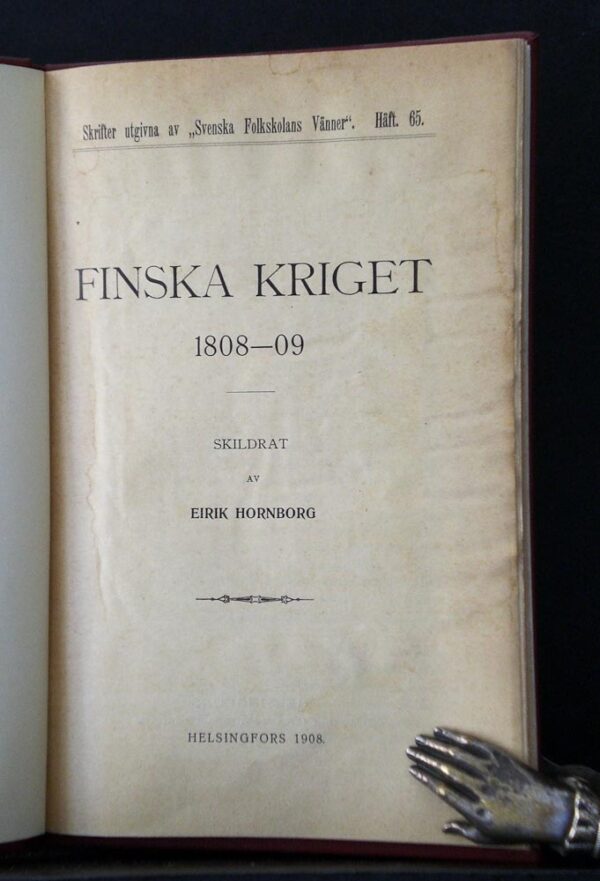 Skrifter utgivna av „Svenska Folkskolans Vänner“. Häft. 65.
FINSKA KRIGET
1808—09
SKILDRAT
AV
EIRIK HORNBORG
HELSINGFORS 1908.